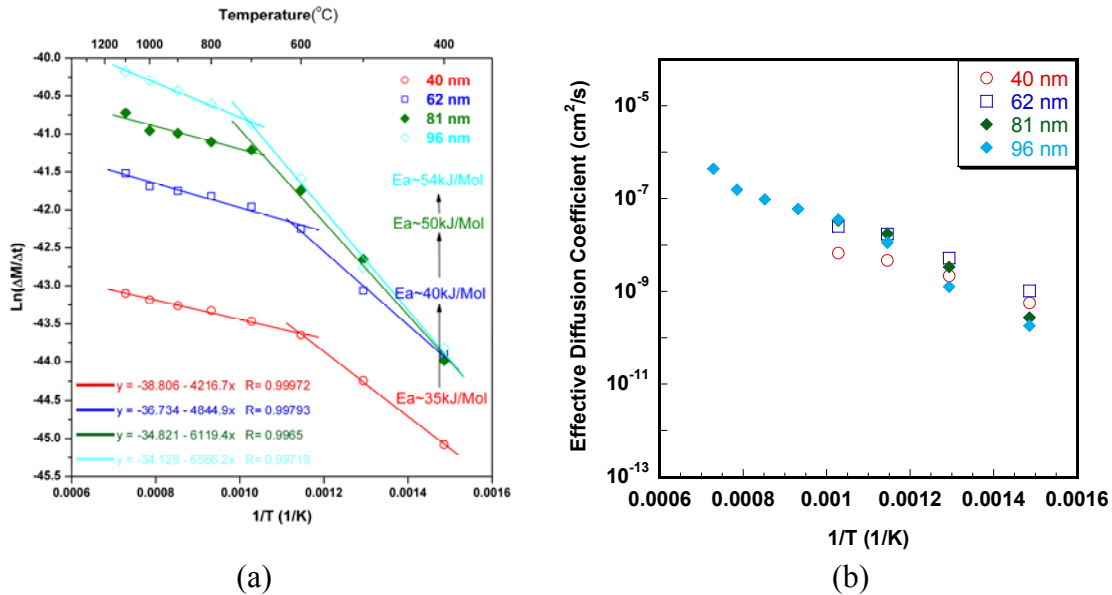 Temperature(°C)
1200 1000 800 600 400
-40.0
-40.5
-41.0
-41.5
-42.0
-42.5
-43.0
-43.5
-44.0
-44.5
-45.0
-45.5
Ln(ΔM/Δt)
40 nm
62 nm
81 nm
96 nm
Ea~54kJ/Mol
Ea~50kJ/Mol
Ea~40kJ/Mol
Ea~35kJ/Mol
y = -38.806 - 4216.7x R= 0.99972
y = -36.734 - 4844.9x R= 0.99793
y = -34.821 - 6119.4x R= 0.9965
y = -34.128 - 6566.2x R= 0.99719
0.0006 0.0008 0.0010 0.0012 0.0014 0.0016
1/T (1/K)
(a)
Effective Diffusion Coefficient (cm²/s)
10⁻⁵
10⁻⁷
10⁻⁹
10⁻¹¹
10⁻¹³
40 nm
62 nm
81 nm
96 nm
0.0006 0.0008 0.001 0.0012 0.0014 0.0016
1/T (1/K)
(b)